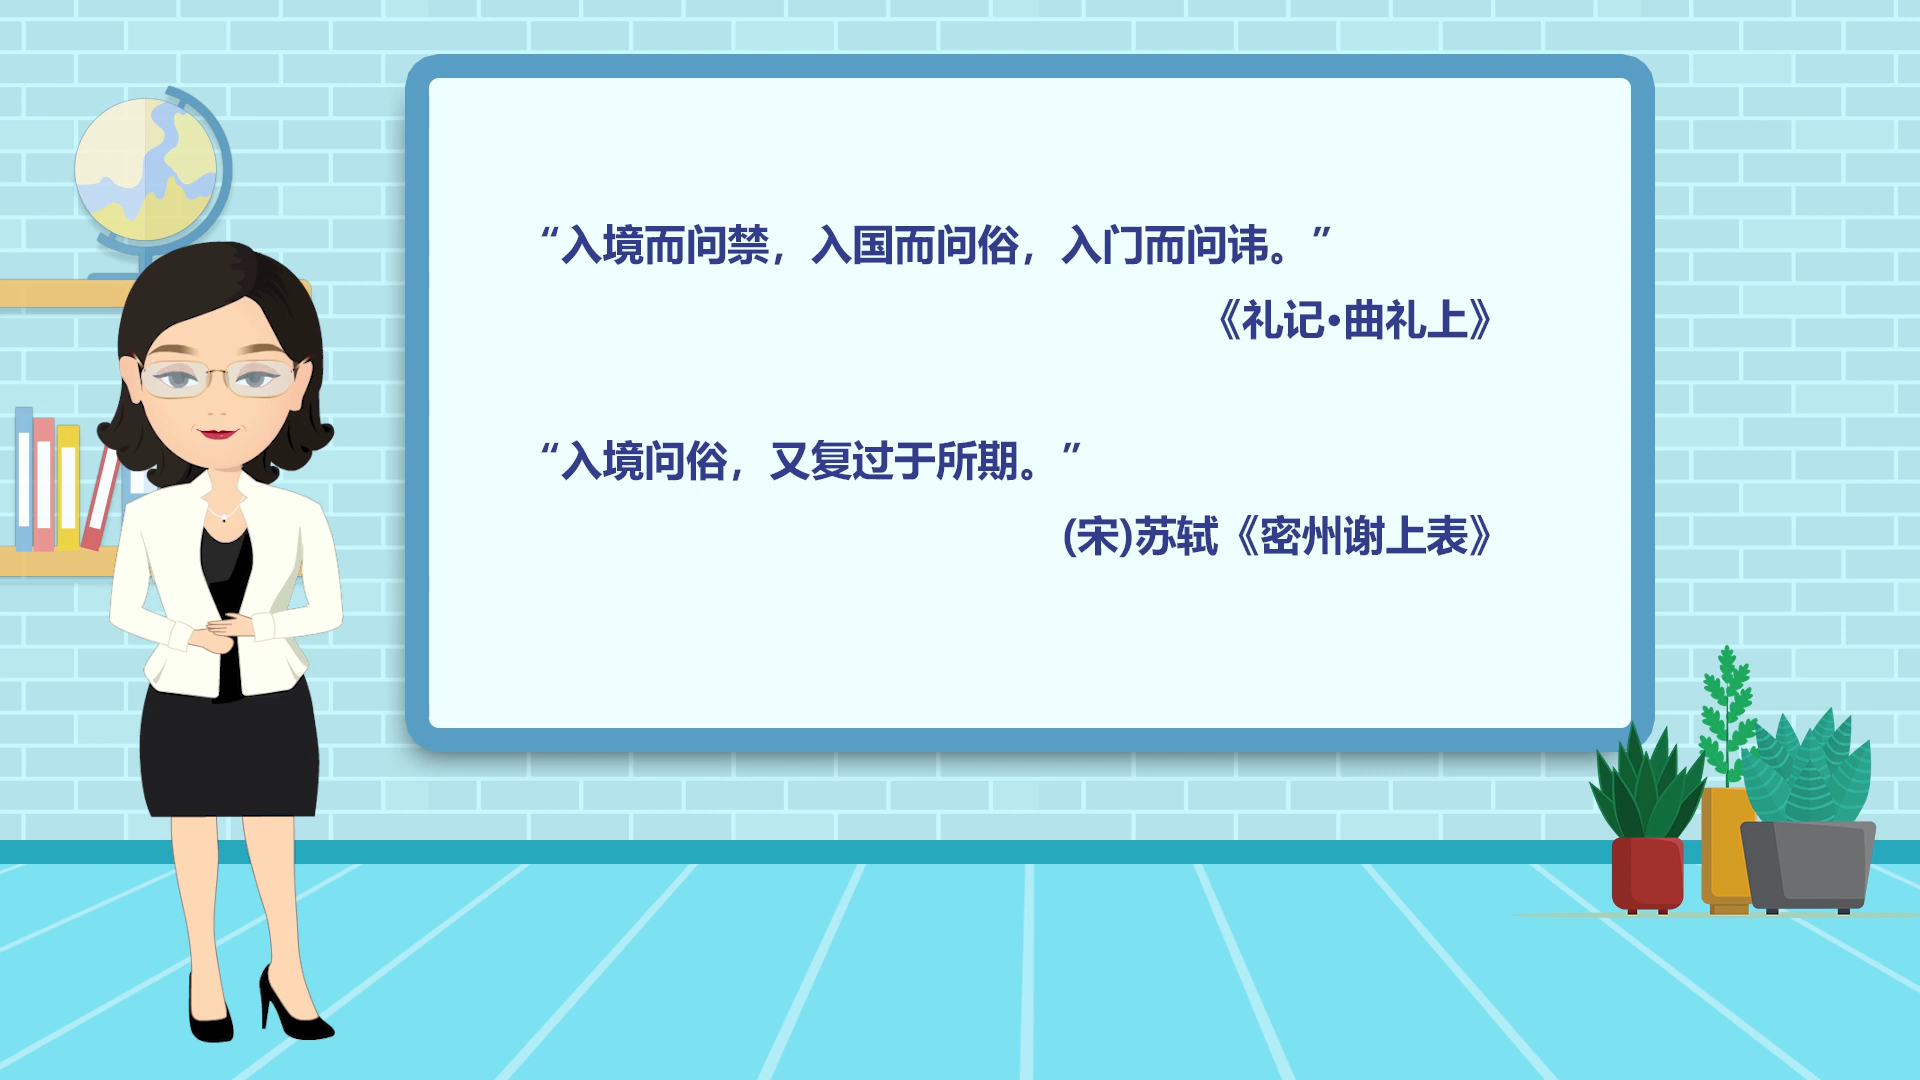 “入境而问禁，入国而问俗，入门而问讳。”
《礼记•曲礼上》
“入境问俗，又复过于所期。”
(宋)苏轼《密州谢上表》